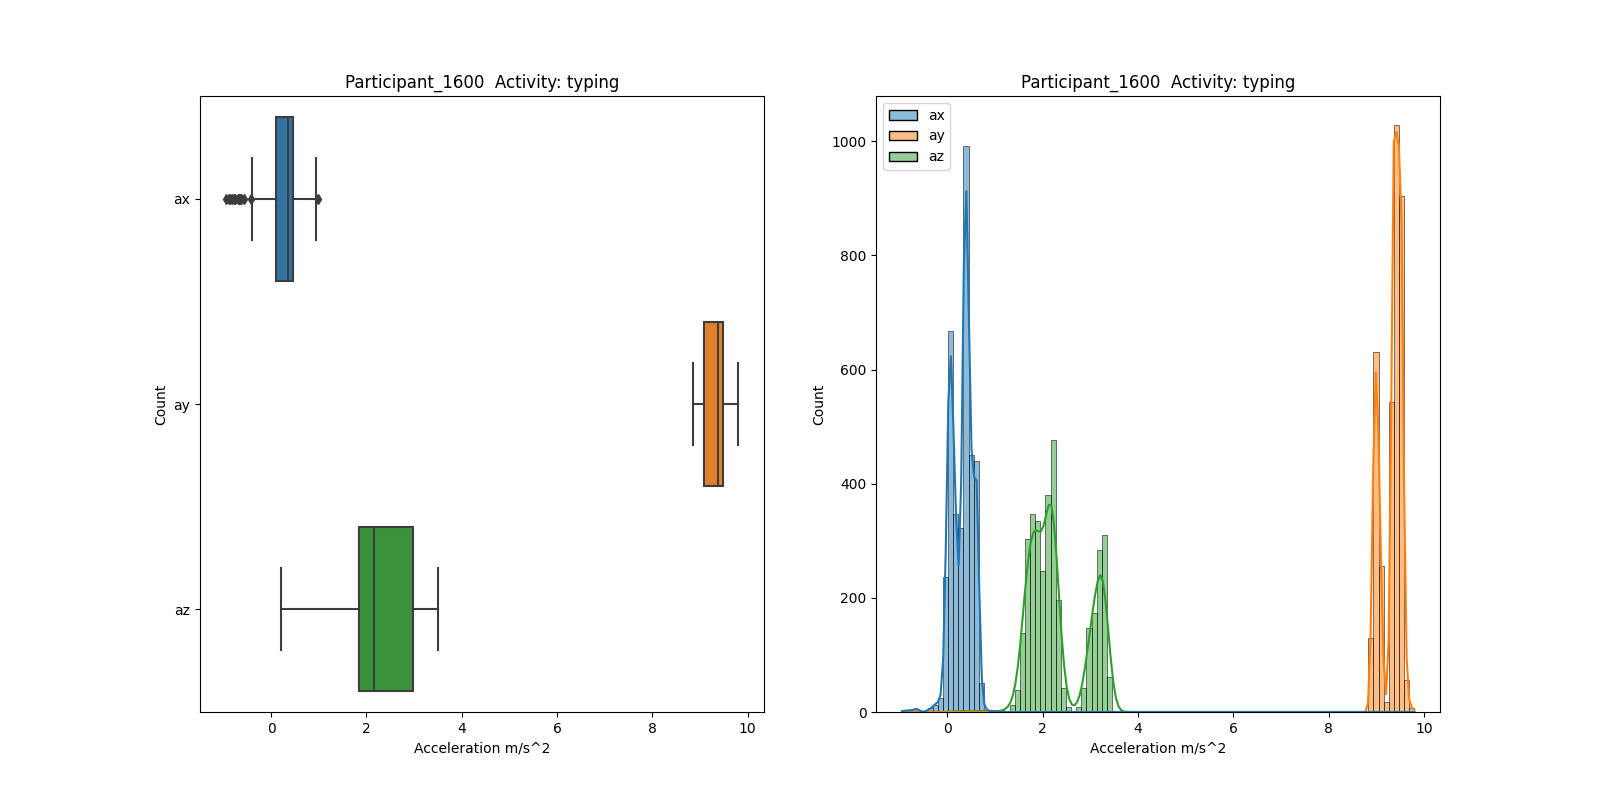 Participant_1600  Activity: typing
Count
ax
ay
az
0 2 4 6 8 10
Acceleration m/s^2
Participant_1600  Activity: typing
ax
ay
az
Count
1000
800
600
400
200
0
0 2 4 6 8 10
Acceleration m/s^2